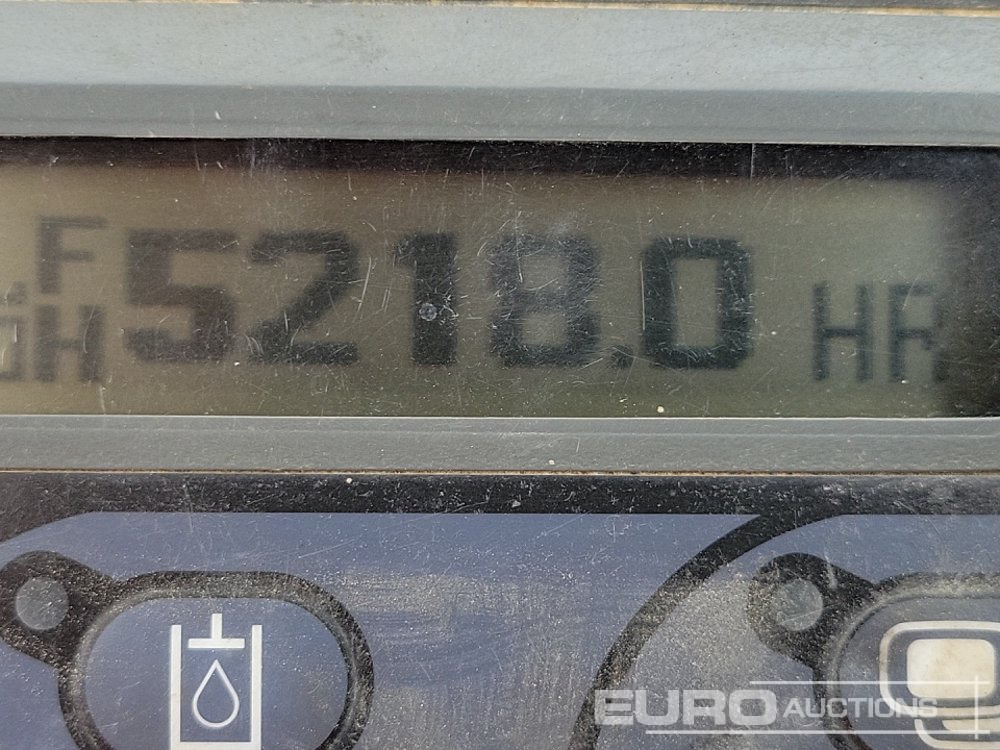 F 5218.0 HR
H
EURO AUCTIONS